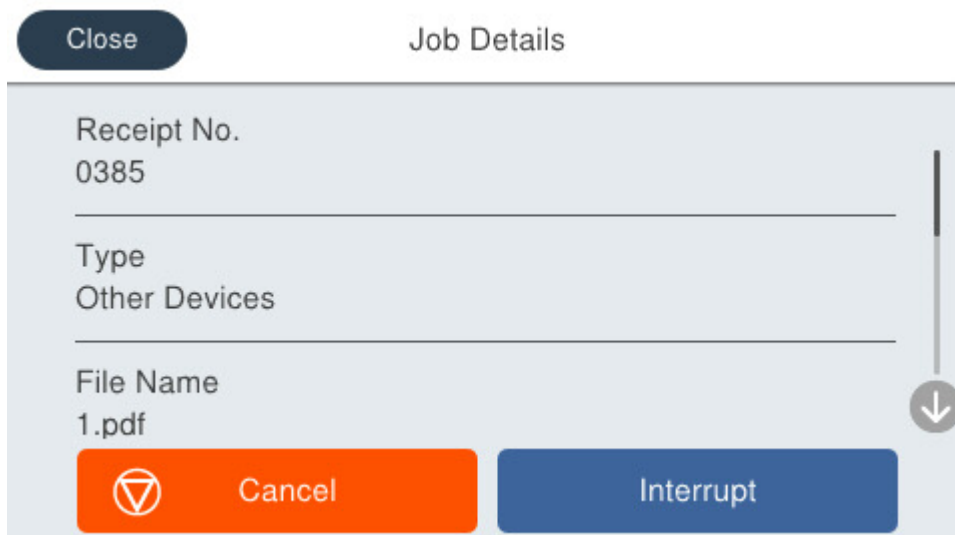 Close
Job Details
Receipt No.
0385
Type
Other Devices
File Name
1.pdf
Cancel
Interrupt